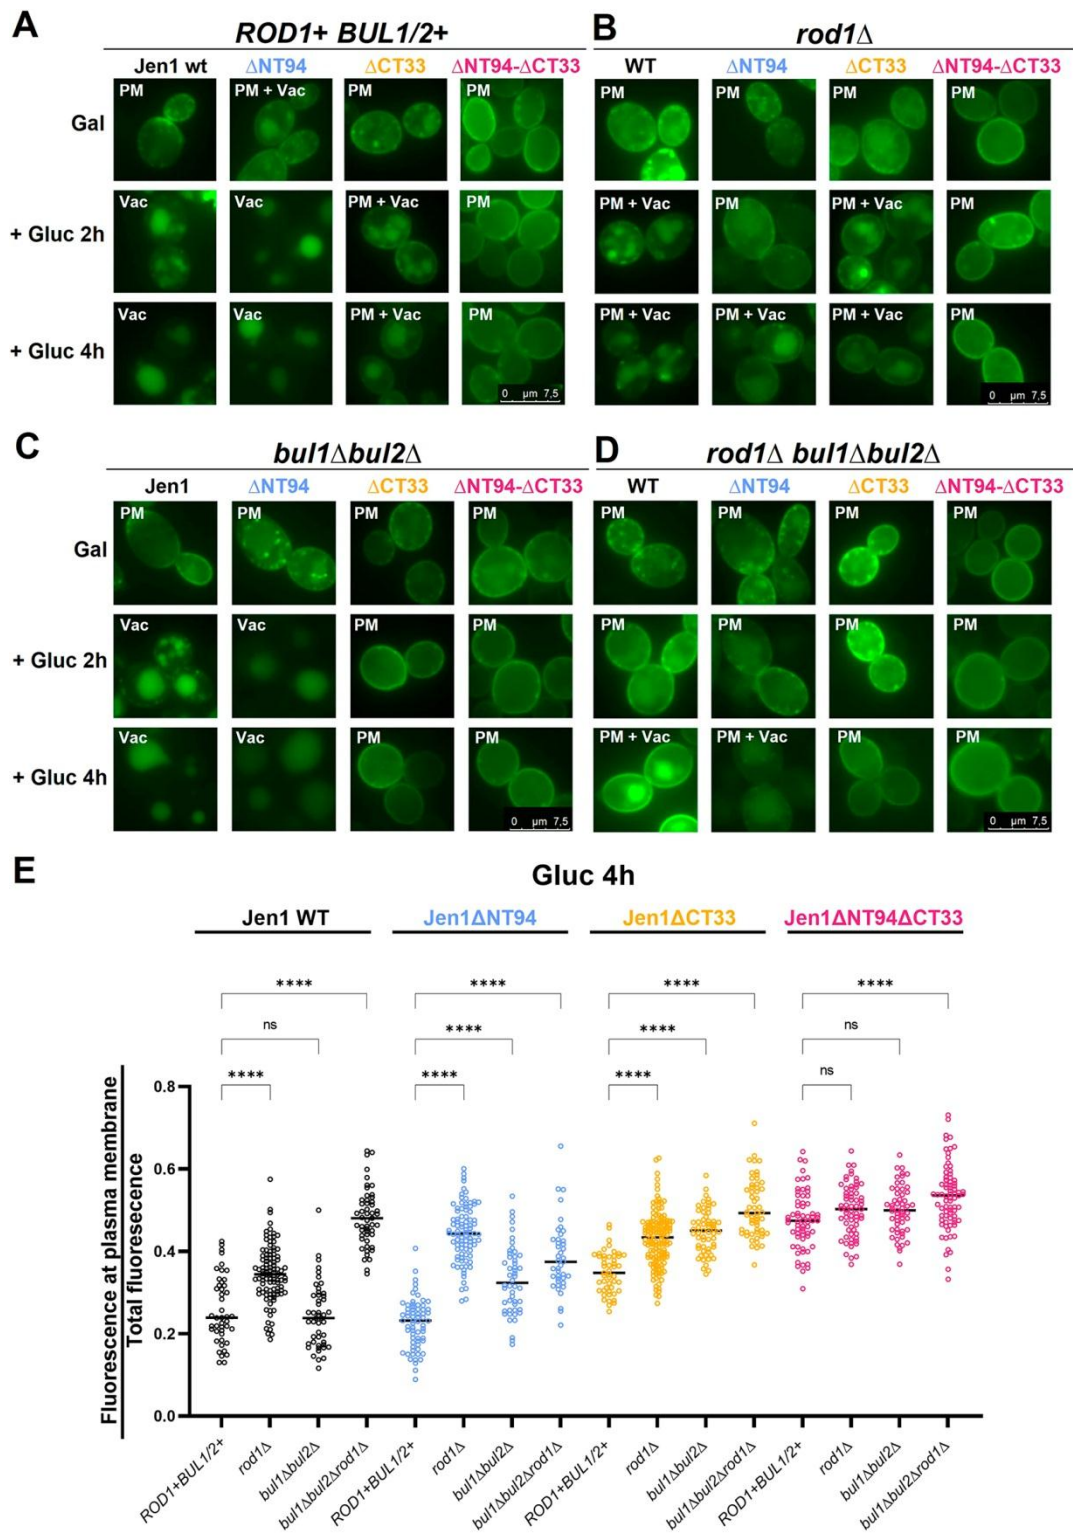 A
ROD1+ BUL1/2+
Jen1 wt ΔNT94 ΔCT33 ΔNT94-ΔCT33
Gal PM PM + Vac PM PM
+ Gluc 2h Vac Vac PM + Vac PM
+ Gluc 4h Vac Vac PM + Vac PM
0 µm 7,5
B
rod1Δ
WT ΔNT94 ΔCT33 ΔNT94-ΔCT33
PM PM PM PM
PM + Vac PM PM + Vac PM
PM + Vac PM + Vac PM + Vac PM
0 µm 7,5
C
bul1Δbul2Δ
Jen1 ΔNT94 ΔCT33 ΔNT94-ΔCT33
Gal PM PM PM PM
+ Gluc 2h Vac Vac PM PM
+ Gluc 4h Vac Vac PM PM
0 µm 7,5
D
rod1Δ bul1Δbul2Δ
WT ΔNT94 ΔCT33 ΔNT94-ΔCT33
PM PM PM PM
PM PM PM PM
PM + Vac PM + Vac PM PM
0 µm 7,5
E
Gluc 4h
Jen1 WT Jen1ΔNT94 Jen1ΔCT33 Jen1ΔNT94ΔCT33
**** **** **** ****
ns **** **** ns
**** **** **** ns
Fluorescence at plasma membrane
Total fluorescence
0.8
0.6
0.4
0.2
0.0
ROD1+BUL1/2+ rod1Δ bul1Δbul2Δ bul1Δbul2Δrod1Δ ROD1+BUL1/2+ rod1Δ bul1Δbul2Δ bul1Δbul2Δrod1Δ ROD1+BUL1/2+ rod1Δ bul1Δbul2Δ bul1Δbul2Δrod1Δ ROD1+BUL1/2+ rod1Δ bul1Δbul2Δ bul1Δbul2Δrod1Δ